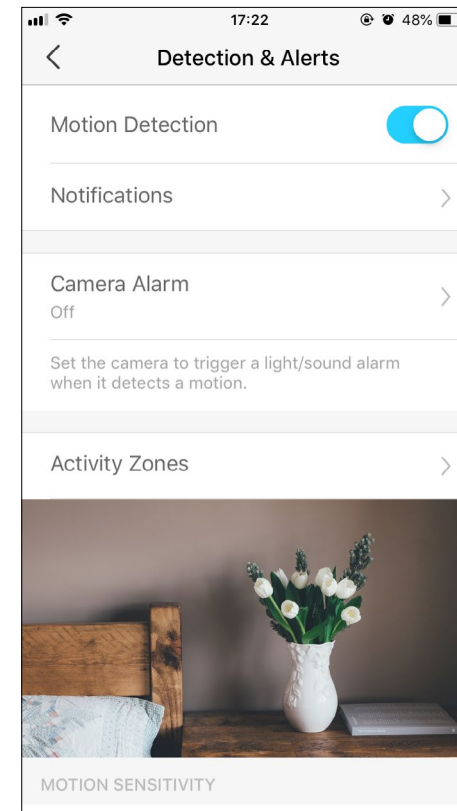 17:22 48%
Detection & Alerts
Motion Detection
Notifications
Camera Alarm
Off
Set the camera to trigger a light/sound alarm
when it detects a motion.
Activity Zones
MOTION SENSITIVITY